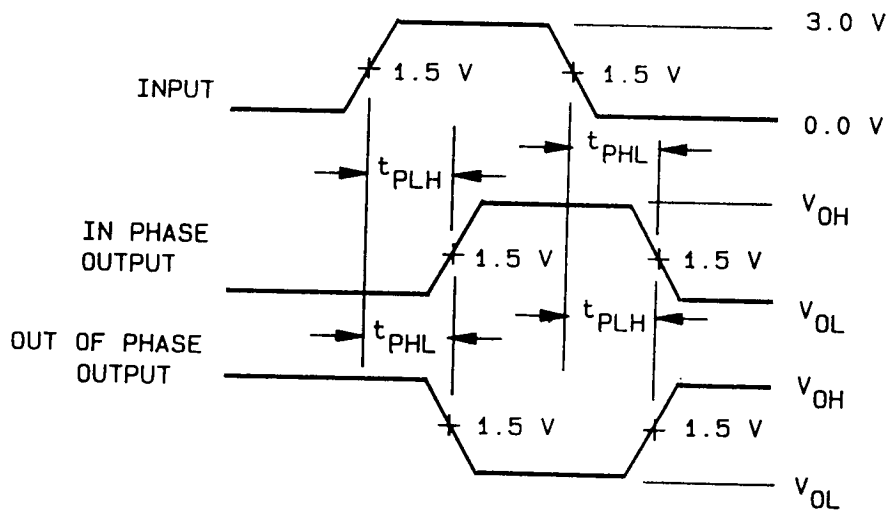 3.0 V
1.5 V
1.5 V
INPUT
0.0 V
tPHL
tPLH
VOH
IN PHASE
OUTPUT
1.5 V
1.5 V
VOL
tPLH
tPHL
OUT OF PHASE
OUTPUT
VOH
1.5 V
1.5 V
VOL